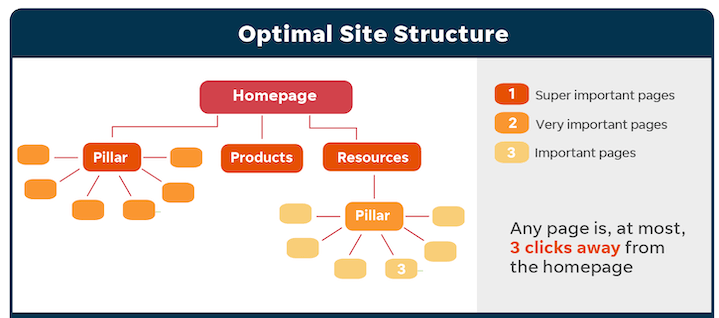 Optimal Site Structure
Homepage
Pillar
Products
Resources
Pillar
3
1 Super important pages
2 Very important pages
3 Important pages
Any page is, at most,
3 clicks away from
the homepage